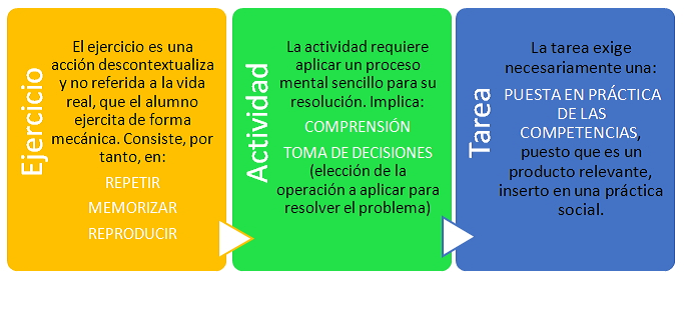 Ejercicio
El ejercicio es una
acción descontextualiza
y no referida a la vida
real, que el alumno
ejercita de forma
mecánica. Consiste, por
tanto, en:
REPETIR
MEMORIZAR
REPRODUCIR
Actividad
La actividad requiere
aplicar un proceso
mental sencillo para su
resolución. Implica:
COMPRENSIÓN
TOMA DE DECISIONES
(elección de la
operación a aplicar para
resolver el problema)
Tarea
La tarea exige
necesariamente una:
PUESTA EN PRÁCTICA
DE LAS
COMPETENCIAS,
puesto que es un
producto relevante,
inserto en una práctica
social.